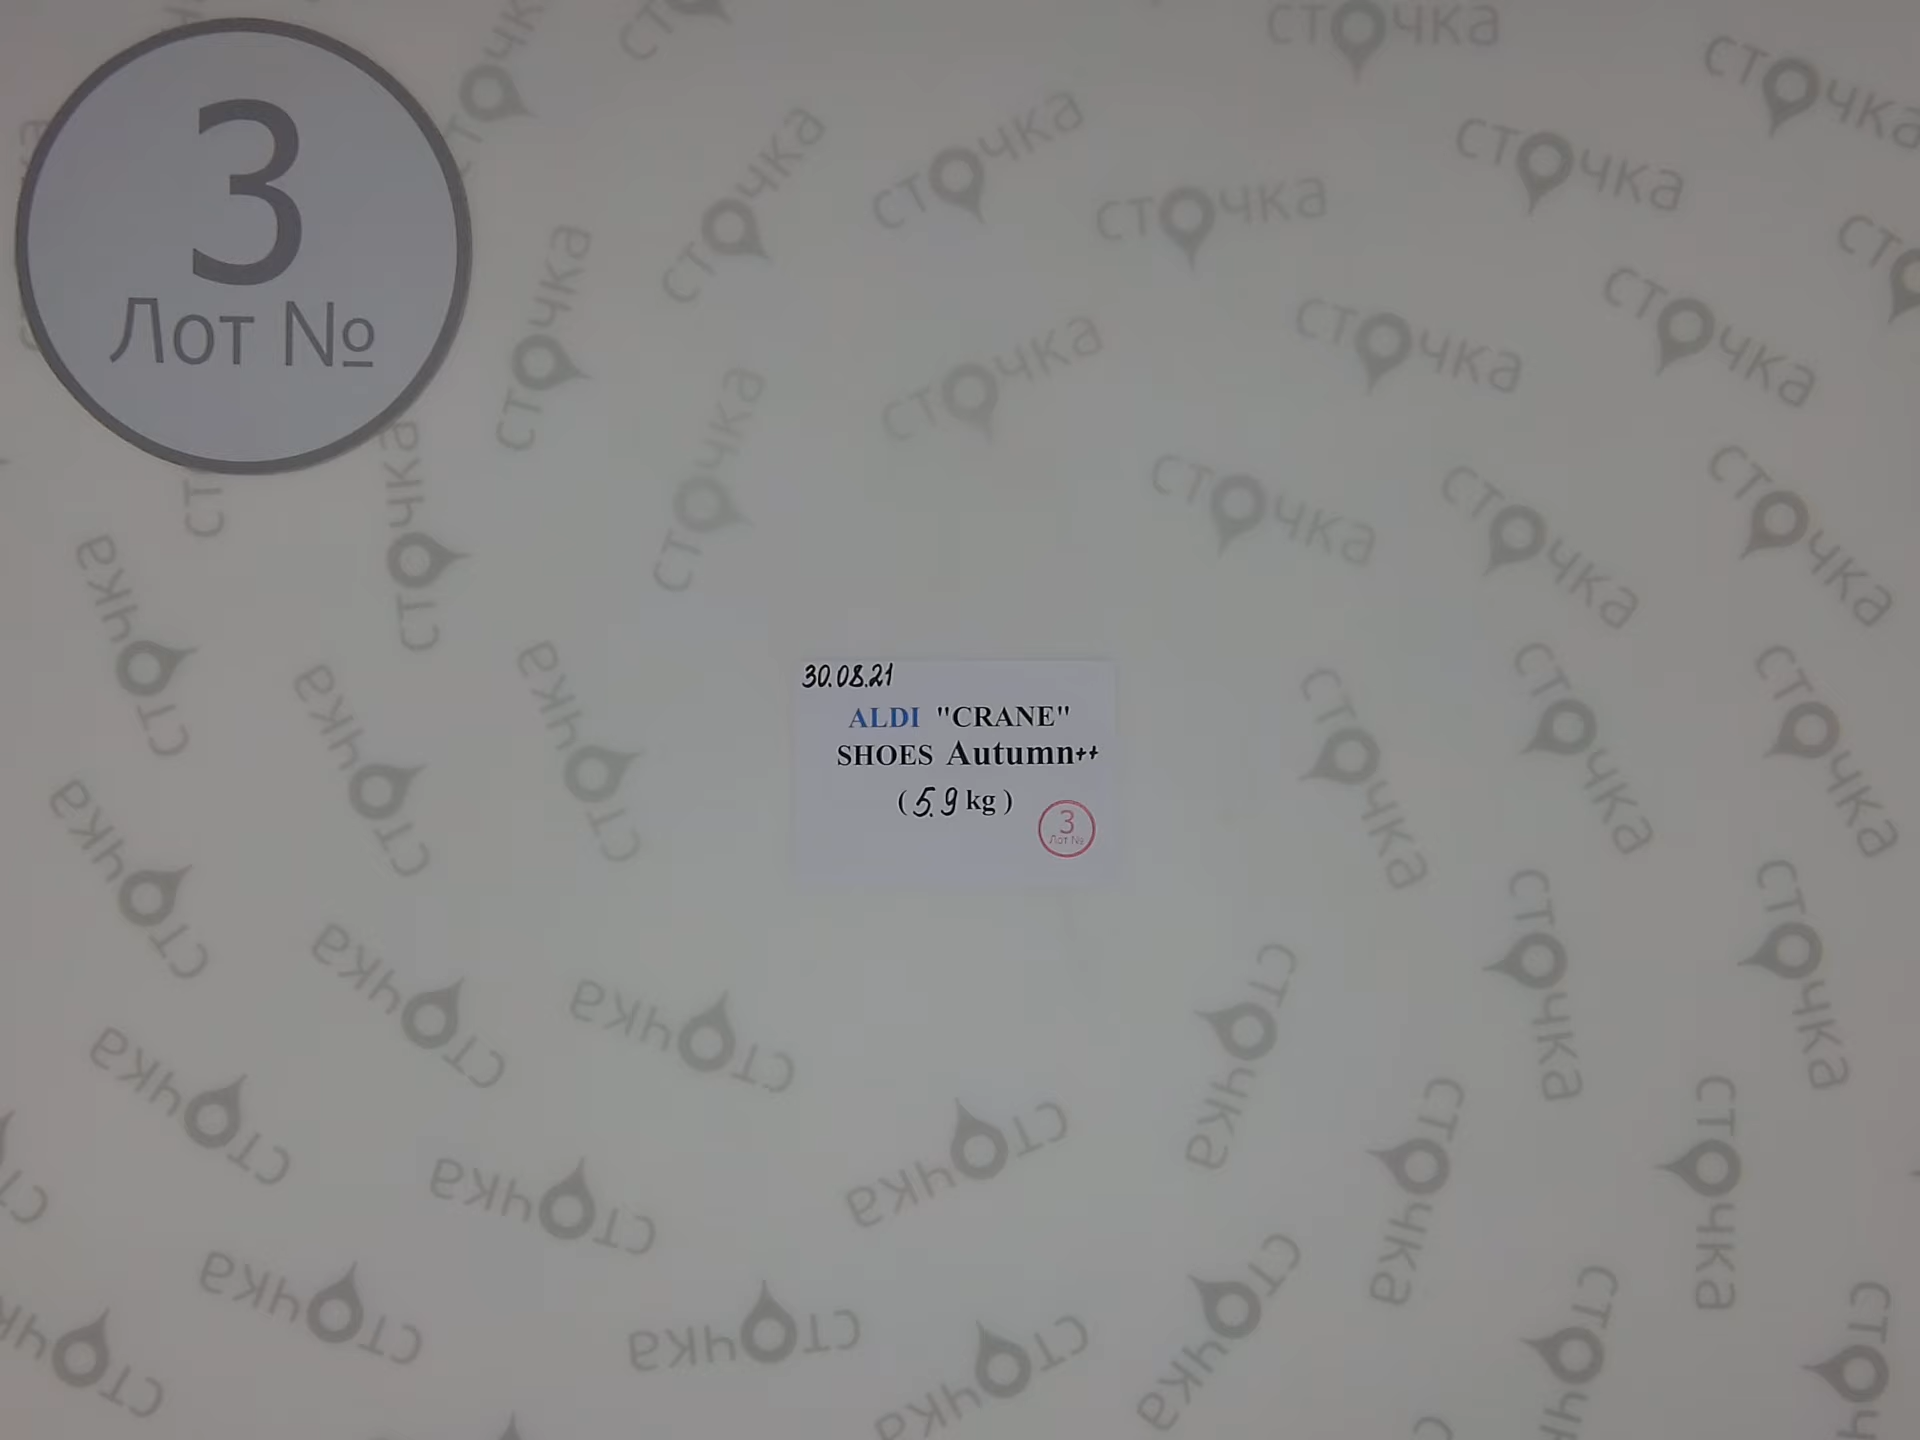 3
Лот №
30.08.21
ALDI "CRANE"
SHOES Autumn++
(5.9 kg)
3
Лот №
сточка